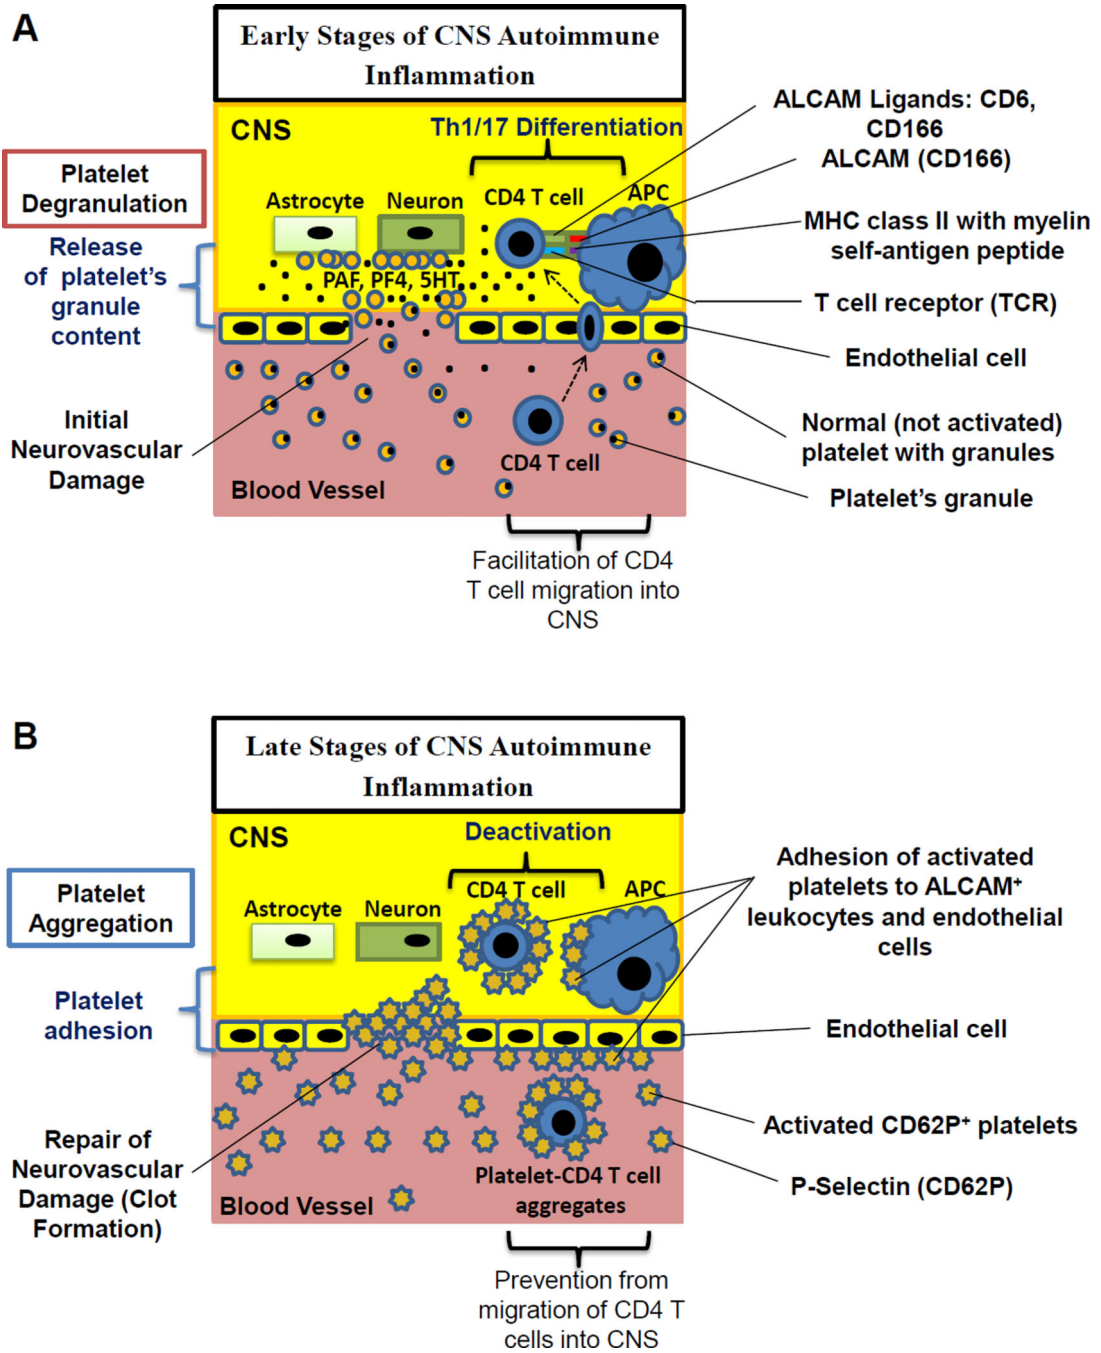 A
Early Stages of CNS Autoimmune
Inflammation
CNS
Th1/17 Differentiation
Platelet
Degranulation
Release
of platelet's
granule
content
Astrocyte
Neuron
CD4 T cell
APC
PAF, PF4, 5HT
ALCAM Ligands: CD6,
CD166
ALCAM (CD166)
MHC class II with myelin
self-antigen peptide
T cell receptor (TCR)
Endothelial cell
Normal (not activated)
platelet with granules
Platelet's granule
Initial
Neurovascular
Damage
CD4 T cell
Blood Vessel
Facilitation of CD4
T cell migration into
CNS
B
Late Stages of CNS Autoimmune
Inflammation
CNS
Deactivation
Platelet
Aggregation
Platelet
adhesion
Astrocyte
Neuron
CD4 T cell
APC
Adhesion of activated
platelets to ALCAM⁺
leukocytes and endothelial
cells
Endothelial cell
Activated CD62P⁺ platelets
P-Selectin (CD62P)
Repair of
Neurovascular
Damage (Clot
Formation)
Platelet-CD4 T cell
aggregates
Blood Vessel
Prevention from
migration of CD4 T
cells into CNS